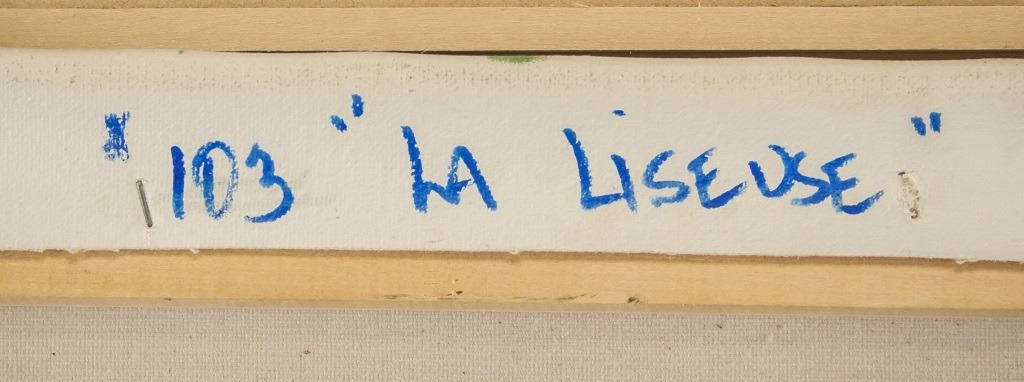 " 103 " LA LiSEUSE "